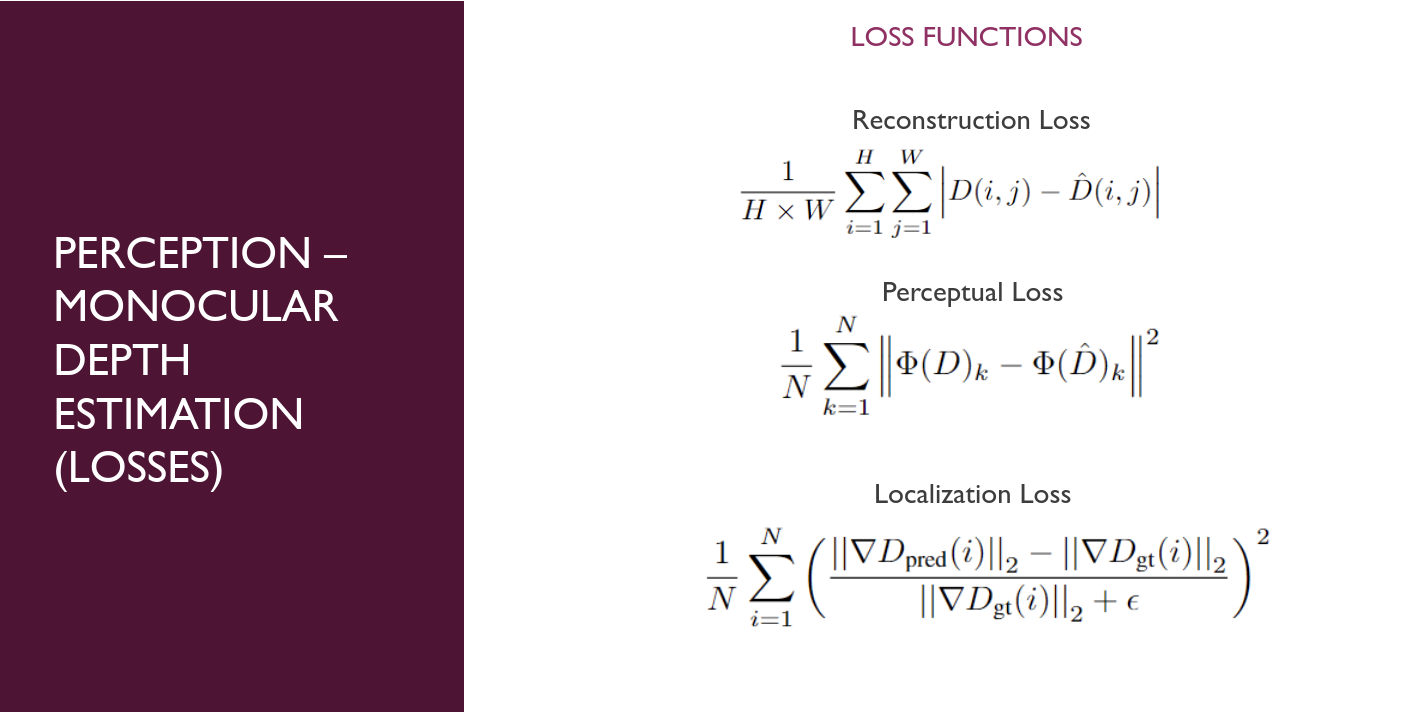 PERCEPTION –
MONOCULAR
DEPTH
ESTIMATION
(LOSSES)
LOSS FUNCTIONS
Reconstruction Loss
\frac{1}{H \times W} \sum_{i=1}^{H} \sum_{j=1}^{W} \left| D(i,j) - \hat{D}(i,j) \right|
Perceptual Loss
\frac{1}{N} \sum_{k=1}^{N} \left\| \Phi(D)_k - \Phi(\hat{D})_k \right\|^2
Localization Loss
\frac{1}{N} \sum_{i=1}^{N} \left( \frac{||\nabla D_{\text{pred}}(i)||_2 - ||\nabla D_{\text{gt}}(i)||_2}{||\nabla D_{\text{gt}}(i)||_2 + \epsilon} \right)^2